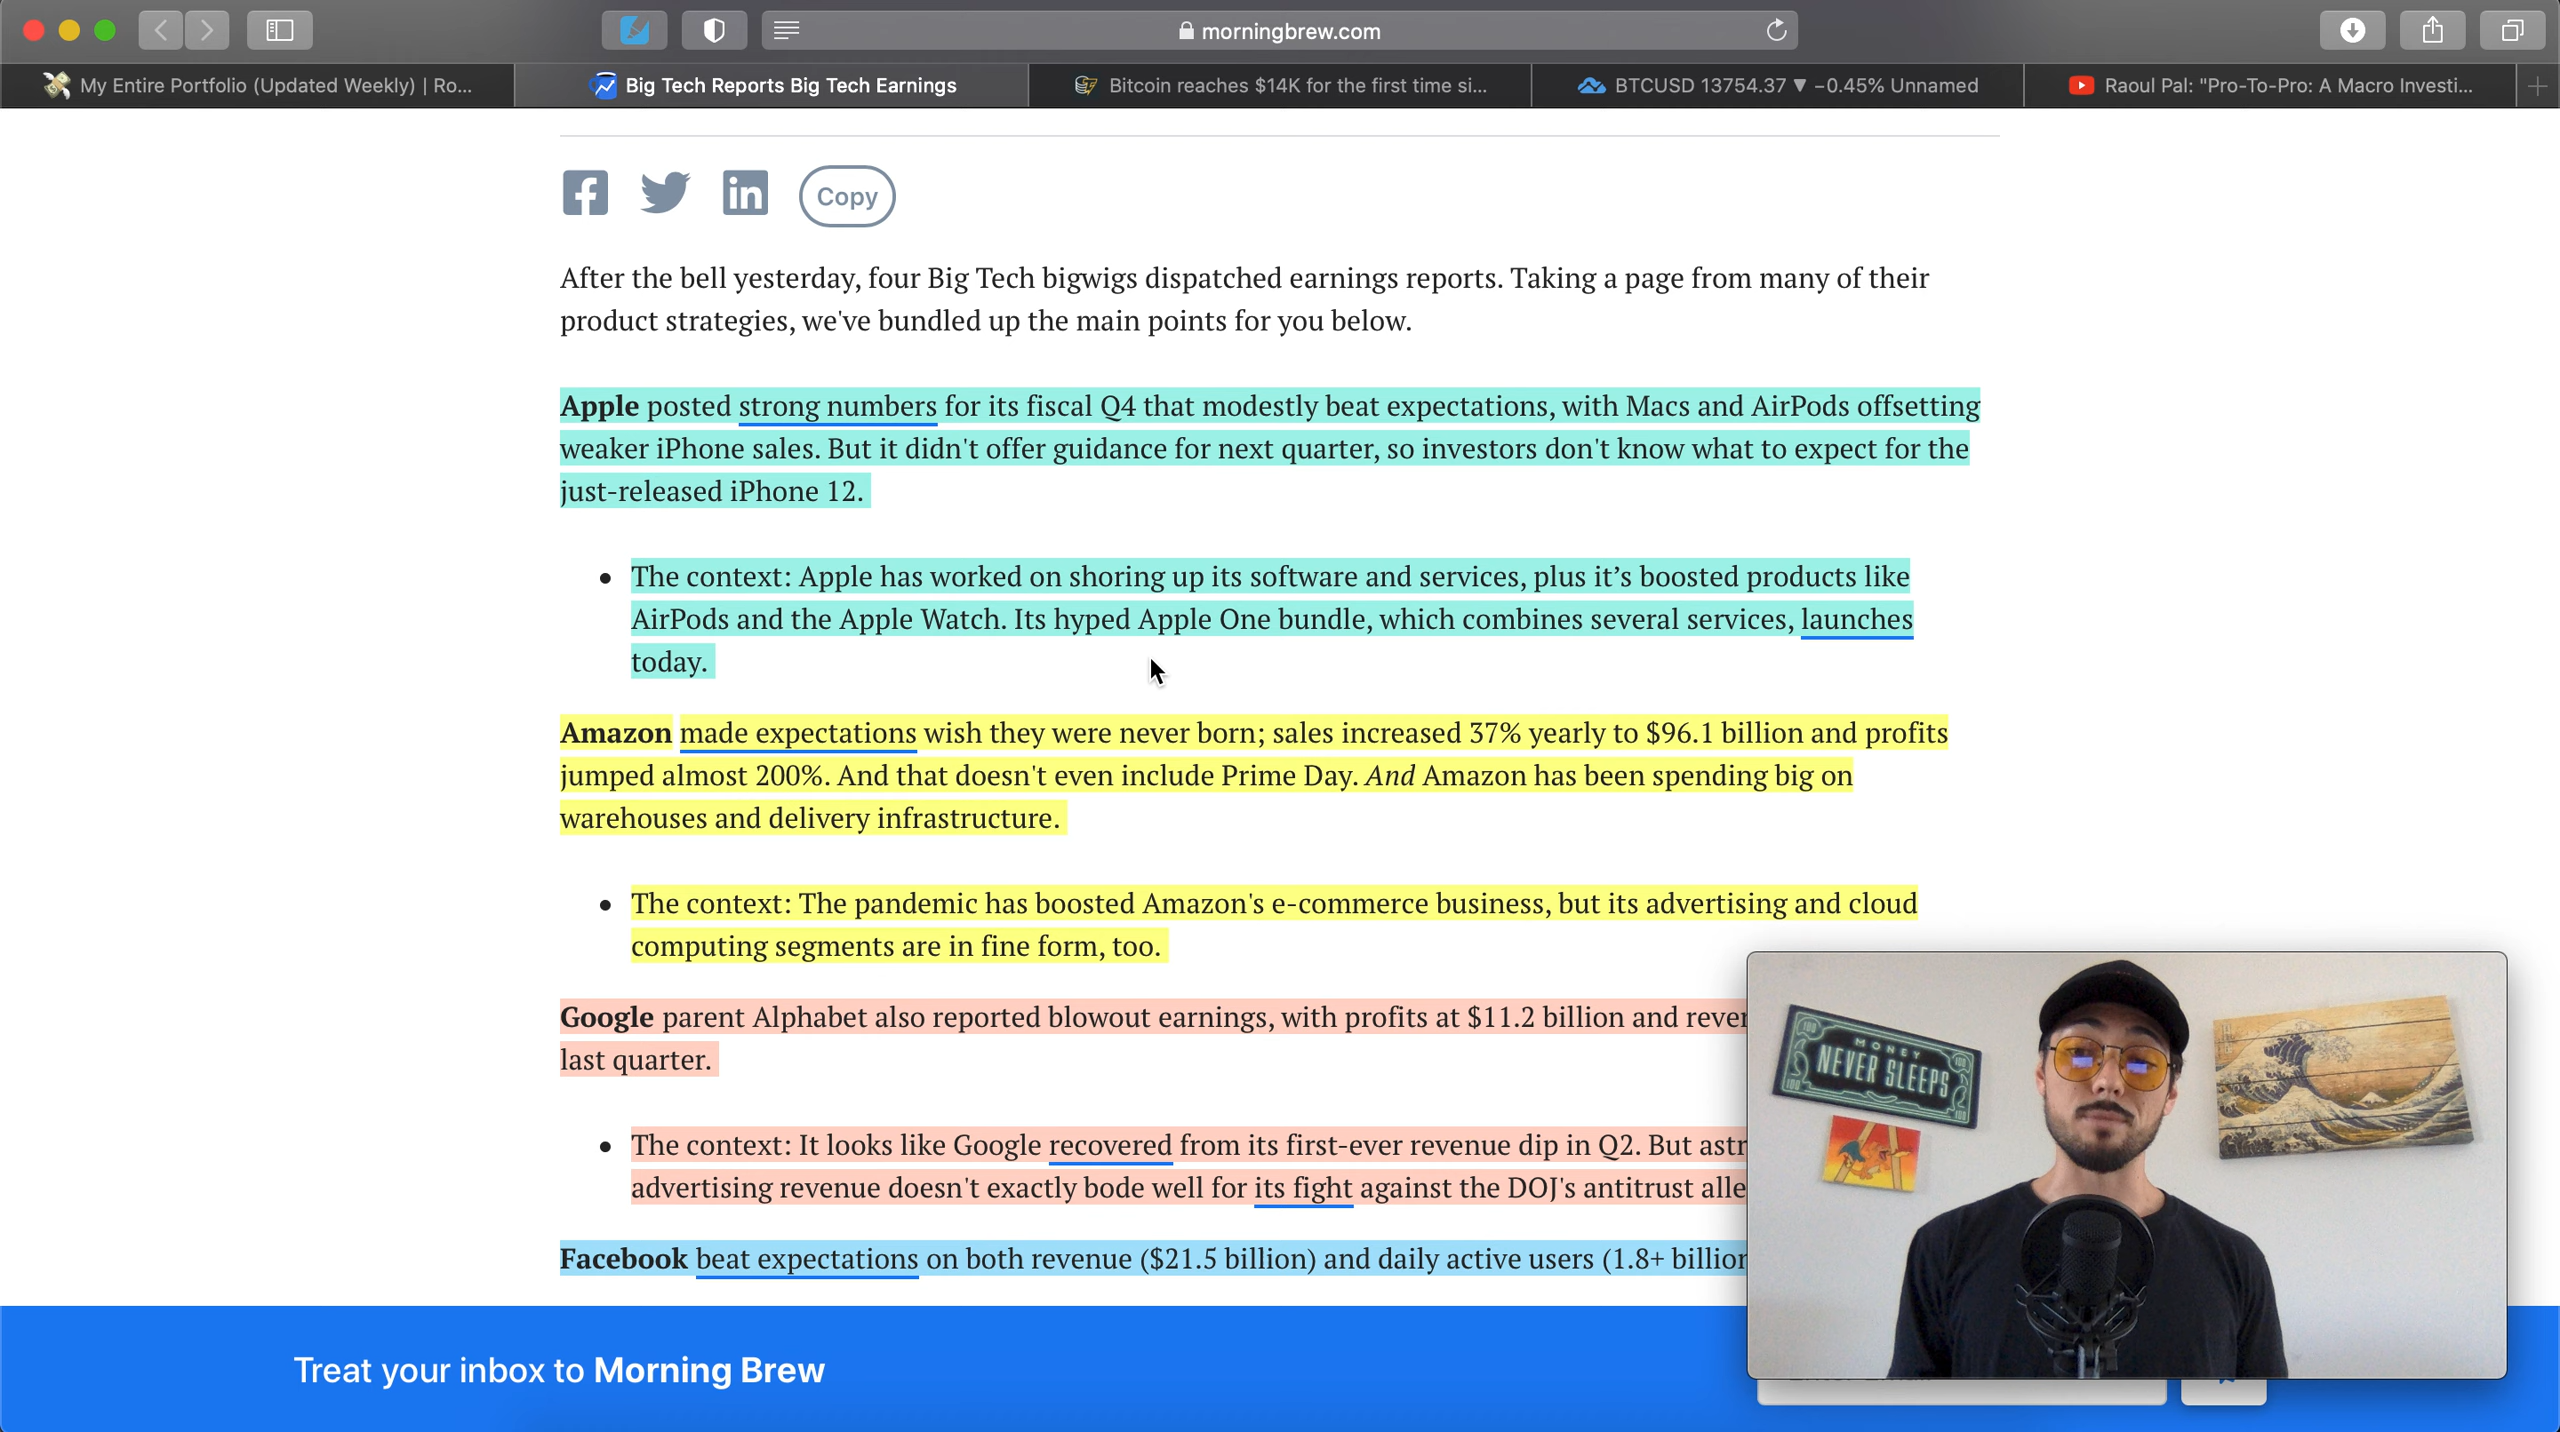 morningbrew.com
My Entire Portfolio (Updated Weekly) | Ro...
Big Tech Reports Big Tech Earnings
Bitcoin reaches $14K for the first time si...
BTCUSD 13754.37 ▼ −0.45% Unnamed
Raoul Pal: "Pro-To-Pro: A Macro Investi...
Copy
After the bell yesterday, four Big Tech bigwigs dispatched earnings reports. Taking a page from many of their
product strategies, we've bundled up the main points for you below.
Apple posted strong numbers for its fiscal Q4 that modestly beat expectations, with Macs and AirPods offsetting
weaker iPhone sales. But it didn't offer guidance for next quarter, so investors don't know what to expect for the
just-released iPhone 12.
• The context: Apple has worked on shoring up its software and services, plus it’s boosted products like
AirPods and the Apple Watch. Its hyped Apple One bundle, which combines several services, launches
today.
Amazon made expectations wish they were never born; sales increased 37% yearly to $96.1 billion and profits
jumped almost 200%. And that doesn't even include Prime Day. And Amazon has been spending big on
warehouses and delivery infrastructure.
• The context: The pandemic has boosted Amazon's e-commerce business, but its advertising and cloud
computing segments are in fine form, too.
Google parent Alphabet also reported blowout earnings, with profits at $11.2 billion and rever
last quarter.
• The context: It looks like Google recovered from its first-ever revenue dip in Q2. But astr
advertising revenue doesn't exactly bode well for its fight against the DOJ's antitrust alle
Facebook beat expectations on both revenue ($21.5 billion) and daily active users (1.8+ billion
100
MONEY
NEVER SLEEPS
100
Treat your inbox to Morning Brew